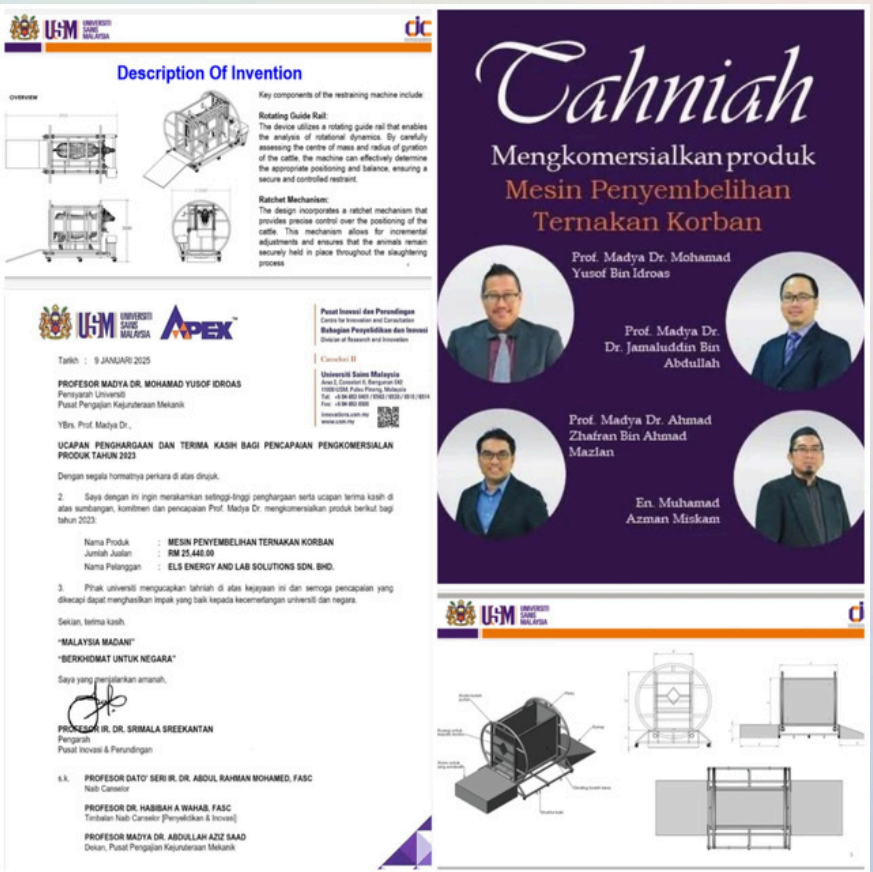 USM UNIVERSITI
SAINS
MALAYSIA
Description Of Invention
OVERVIEW
Key components of the restraining machine include:
Rotating Guide Rail:
The device utilizes a rotating guide rail that enables
the analysis of rotational dynamics. By carefully
assessing the centre of mass and radius of gyration
of the cattle, the machine can effectively determine
the appropriate positioning and balance, ensuring a
secure and controlled restraint.
Ratchet Mechanism:
The design incorporates a ratchet mechanism that
provides precise control over the positioning of the
cattle. This mechanism allows for incremental
adjustments and ensures that the animals remain
securely held in place throughout the slaughtering
process
USM UNIVERSITI
SAINS
MALAYSIA
APEX™
Pusat Inovasi dan Perundingan
Centre for Innovation and Consultation
Bahagian Penyelidikan dan Inovasi
Division of Research and Innovation
Canselori II
Universiti Sains Malaysia
innovations.usm.my
www.usm.my
Tarikh : 9 JANUARI 2025
PROFESOR MADYA DR. MOHAMAD YUSOF IDROAS
Pensyarah Universiti
Pusat Pengajian Kejuruteraan Mekanik
YBrs. Prof. Madya Dr.,
UCAPAN PENGHARGAAN DAN TERIMA KASIH BAGI PENCAPAIAN PENGKOMERSIALAN
PRODUK TAHUN 2023
Dengan segala hormatnya perkara di atas dirujuk.
2. Saya dengan ini ingin merakamkan setinggi-tinggi penghargaan serta ucapan terima kasih di
atas sumbangan, komitmen dan pencapaian Prof. Madya Dr. mengkomersialkan produk berikut bagi
tahun 2023:
Nama Produk : MESIN PENYEMBELIHAN TERNAKAN KORBAN
Jumlah Jualan : RM 25,440.00
Nama Pelanggan : ELS ENERGY AND LAB SOLUTIONS SDN. BHD.
3. Pihak universiti mengucapkan tahniah di atas kejayaan ini dan semoga pencapaian yang
dikecapi dapat menghasilkan impak yang baik kepada kecemerlangan universiti dan negara.
Sekian, terima kasih.
"MALAYSIA MADANI"
"BERKHIDMAT UNTUK NEGARA"
Saya yang menjalankan amanah,
PROFESOR IR. DR. SRIMALA SREEKANTAN
Pengarah
Pusat Inovasi & Perundingan
s.k. PROFESOR DATO' SERI IR. DR. ABDUL RAHMAN MOHAMED, FASC
Naib Canselor
PROFESOR DR. HABIBAH A WAHAB, FASC
Timbalan Naib Canselor [Penyelidikan & Inovasi]
PROFESOR MADYA DR. ABDULLAH AZIZ SAAD
Dekan, Pusat Pengajian Kejuruteraan Mekanik
Tahniah
Mengkomersialkan produk
Mesin Penyembelihan
Ternakan Korban
Prof. Madya Dr. Mohamad
Yusof Bin Idroas
Prof. Madya Dr.
Dr. Jamaluddin Bin
Abdullah
Prof. Madya Dr. Ahmad
Zhafran Bin Ahmad
Mazlan
En. Muhamad
Azman Miskam
USM UNIVERSITI
SAINS
MALAYSIA